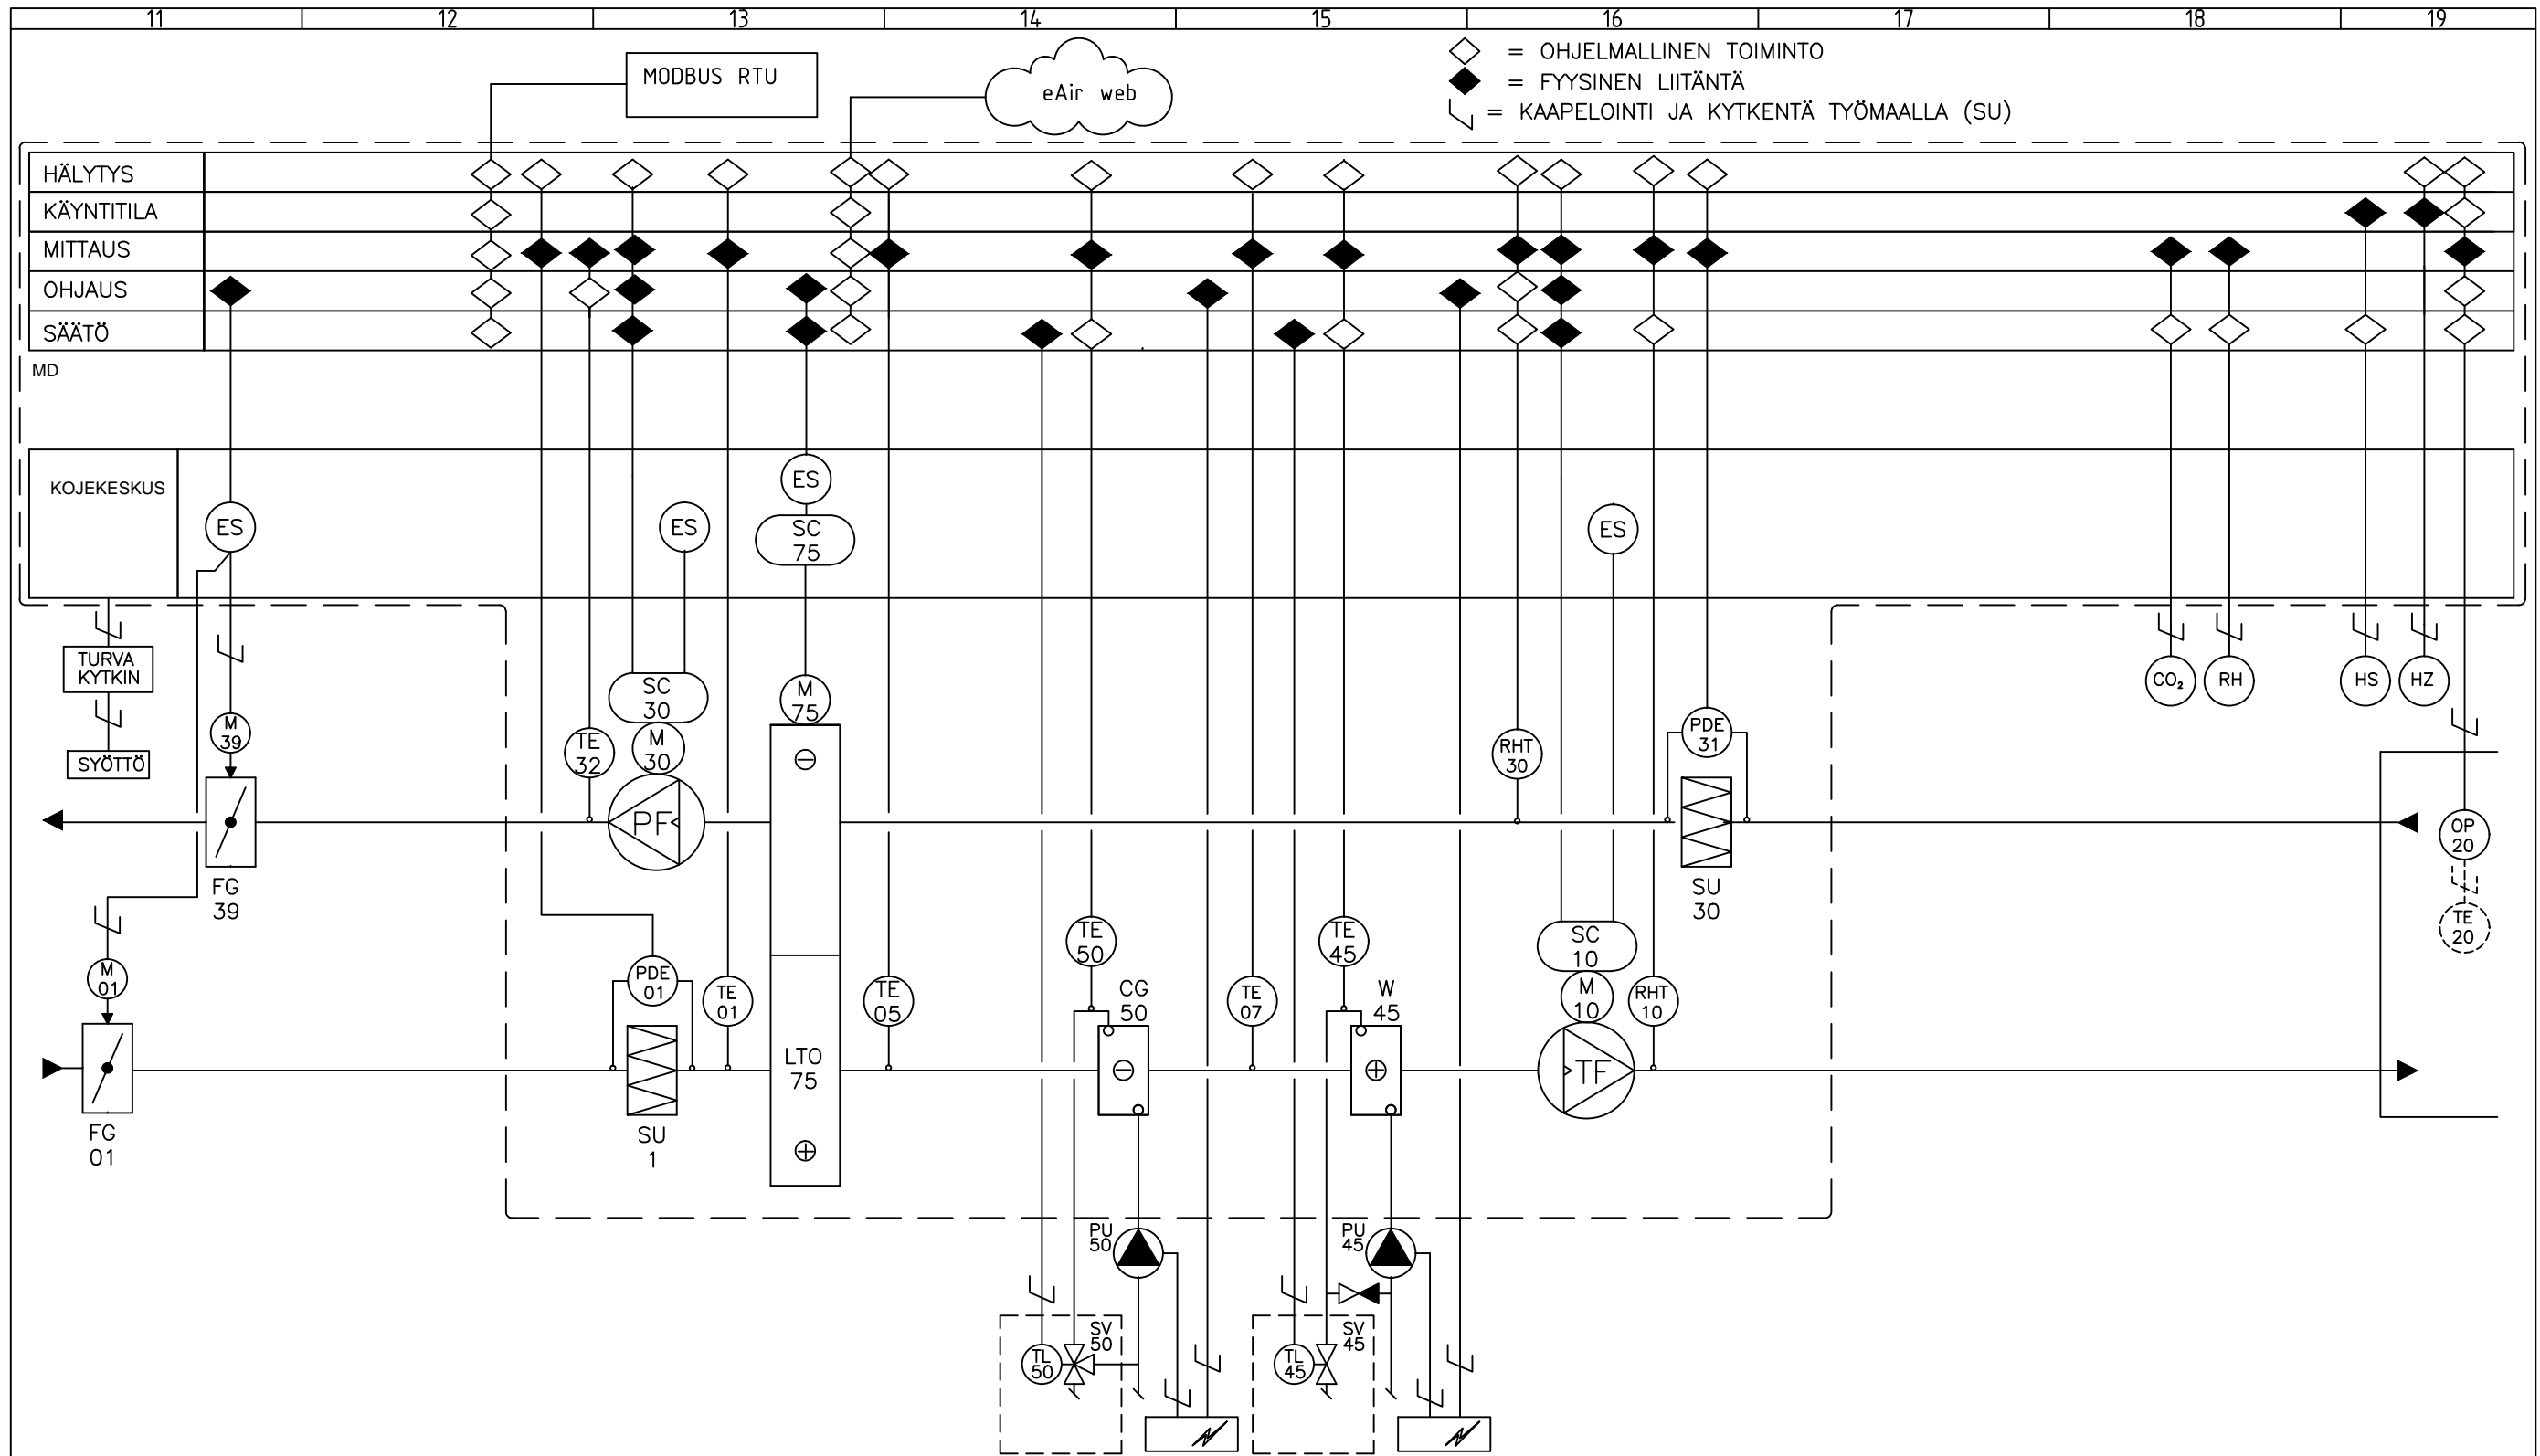 11 12 13 14 15 16 17 18 19
= OHJELMALLINEN TOIMINTO
MODBUS RTU
eAir web
= FYYSINEN LIITÄNTÄ
= KAAPELOINTI JA KYTKENTÄ TYÖMAALLA (SU)
HÄLYTYS
KÄYNTITILA
MITTAUS
OHJAUS
SÄÄTÖ
MD
KOJEKESKUS
ES
ES
ES
SC
75
ES
TURVA
KYTKIN
SYÖTTÖ
M
39
TE
32
SC
30
M
30
M
75
RHT
30
PDE
31
CO₂
RH
HS
HZ
PF
OP
20
TE
20
FG
39
SU
30
M
01
PDE
01
TE
01
TE
05
TE
50
CG
50
TE
07
TE
45
W
45
SC
10
M
10
RHT
10
LTO
75
TF
FG
01
SU
1
PU
50
PU
45
SV
50
TL
50
SV
45
TL
45